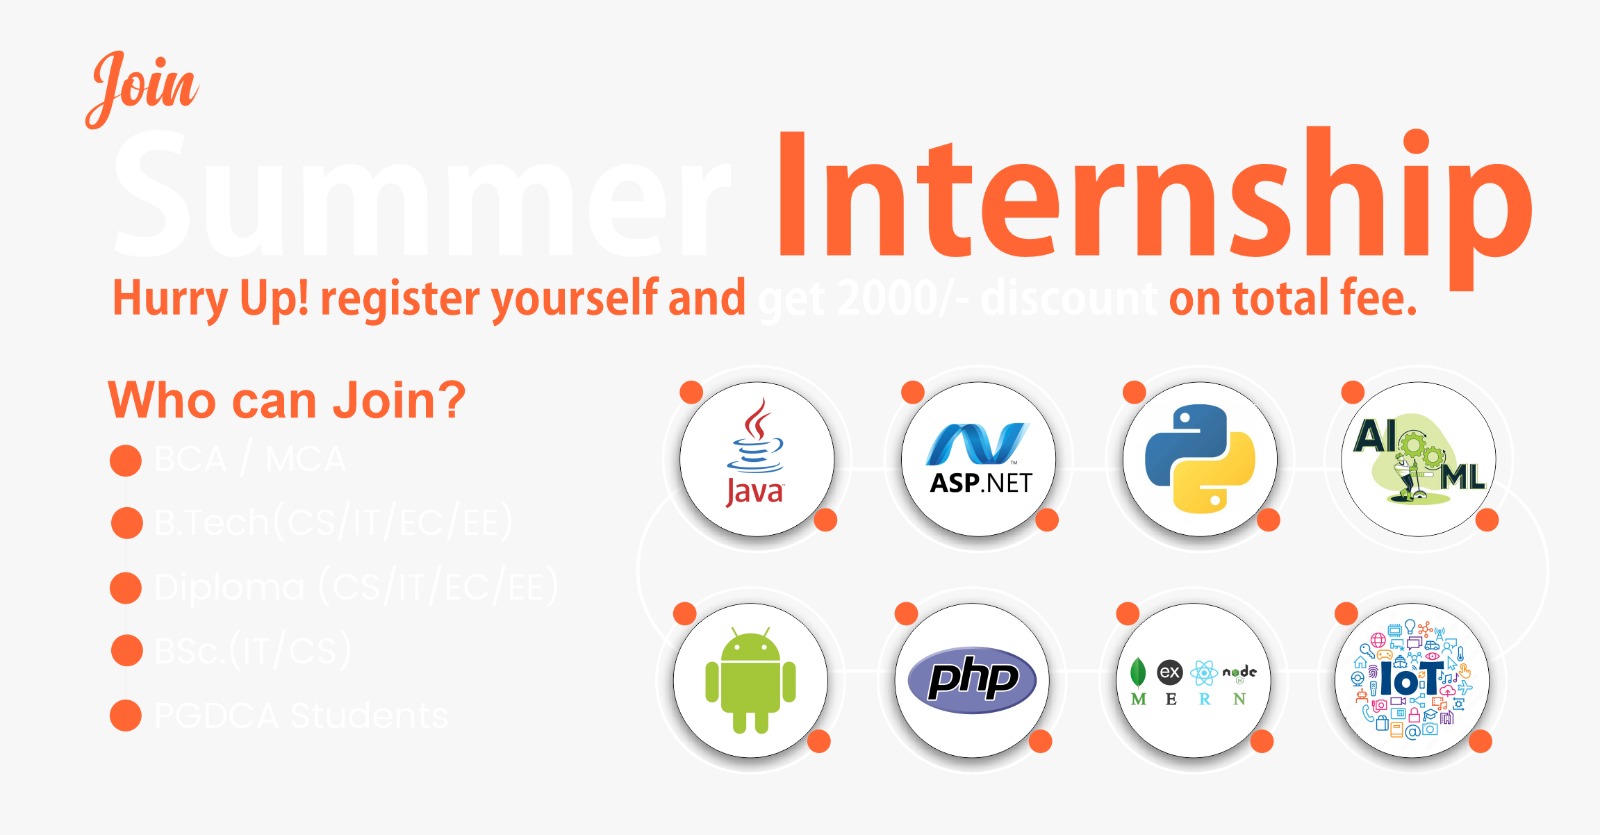 Join
Summer Internship
Hurry Up! register yourself and get 2000/- discount on total fee.
Who can Join?
BCA / MCA
B.Tech(CS/IT/EC/EE)
Diploma (CS/IT/EC/EE)
BSc.(IT/CS)
PGDCA Students
Java
ASP.NET
AI
ML
php
ex
node
M E R N
IoT